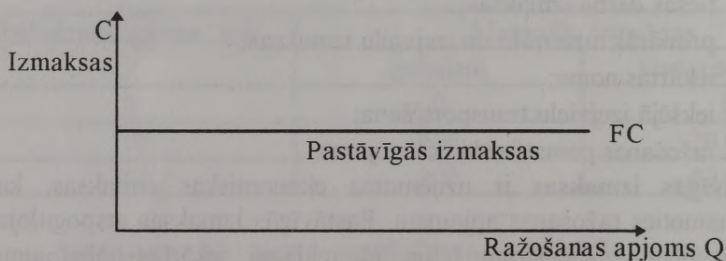 C
Izmaksas
FC
Pastāvīgās izmaksas
Ražošanas apjoms Q